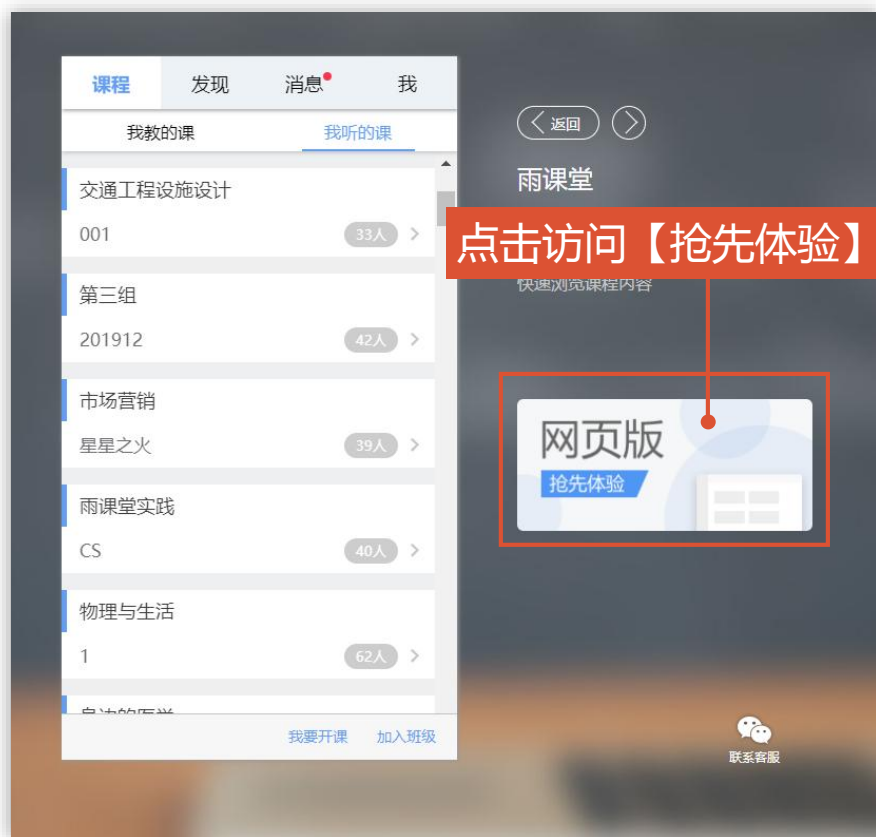 课程 发现 消息 我
我教的课 我听的课
交通工程设施设计
001 33人
第三组
201912 42人
市场营销
星星之火 39人
雨课堂实践
CS 40人
物理与生活
1 62人
身边的医学
我要开课 加入班级
返回
雨课堂
点击访问【抢先体验】
快速浏览课程内容
网页版
抢先体验
联系客服